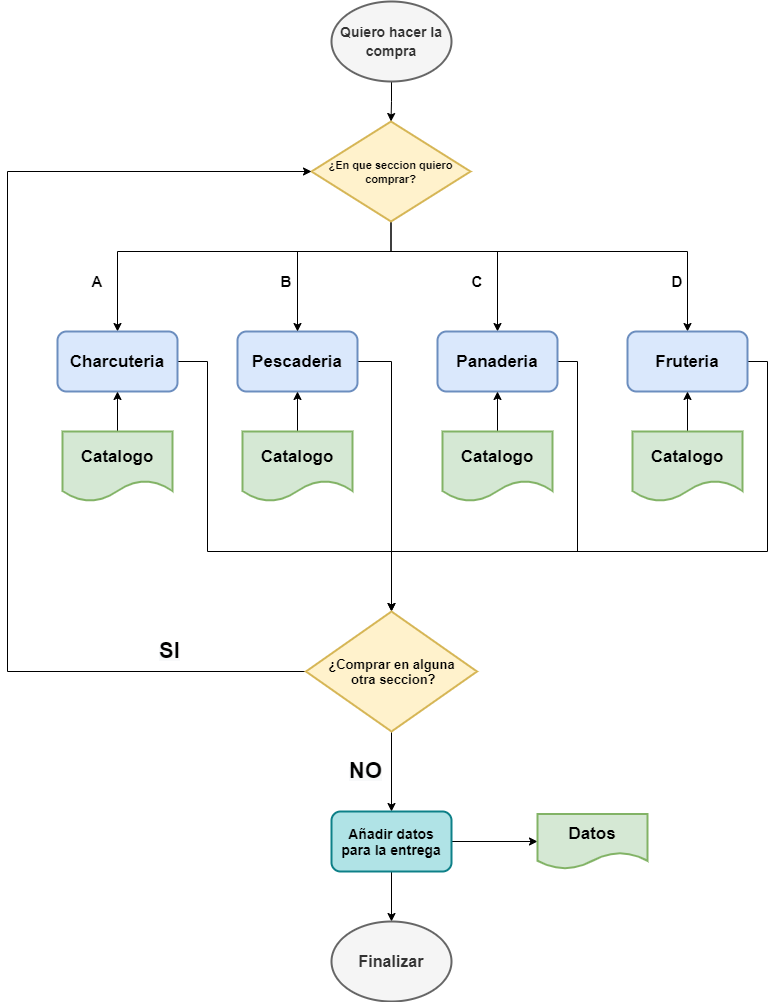 Quiero hacer la
compra
¿En que seccion quiero
comprar?
A
B
C
D
Charcuteria
Pescaderia
Panaderia
Fruteria
Catalogo
Catalogo
Catalogo
Catalogo
SI
¿Comprar en alguna
otra seccion?
NO
Añadir datos
para la entrega
Datos
Finalizar